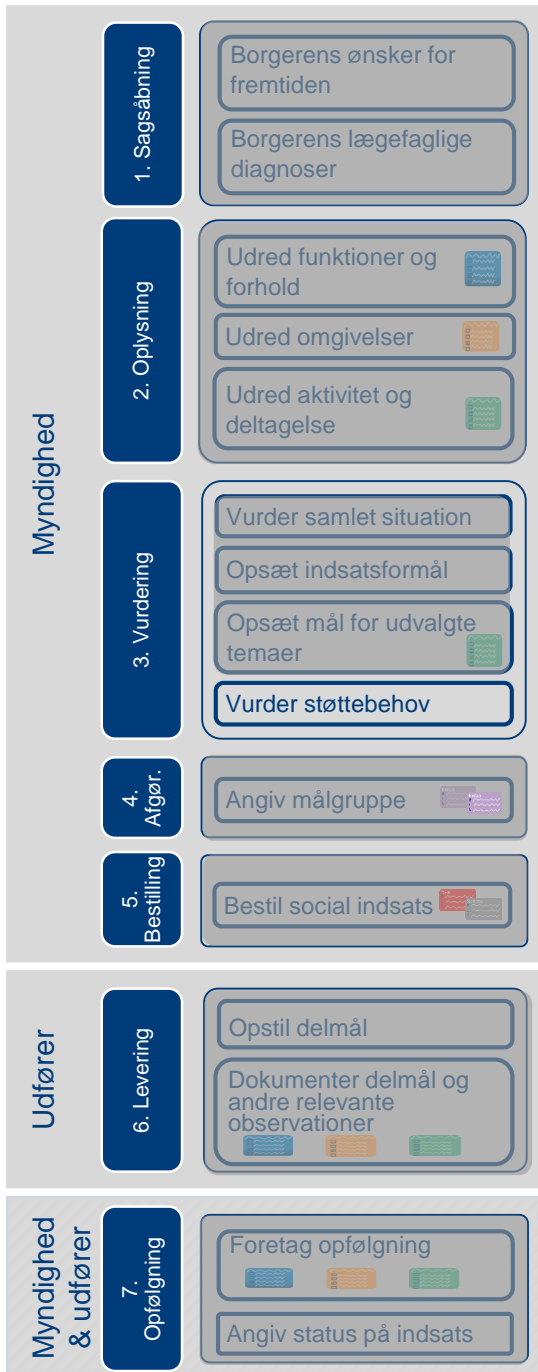 Myndighed
1. Sagsåbning
Borgerens ønsker for
fremtiden
Borgerens lægefaglige
diagnoser
2. Oplysning
Udred funktioner og
forhold
Udred omgivelser
Udred aktivitet og
deltagelse
3. Vurdering
Vurder samlet situation
Opsæt indsatsformål
Opsæt mål for udvalgte
temaer
Vurder støttebehov
4.
Afgør.
Angiv målgruppe
5.
Bestilling
Bestil social indsats
Udfører
6. Levering
Opstil delmål
Dokumenter delmål og
andre relevante
observationer
Myndighed
& udfører
7.
Opfølgning
Foretag opfølgning
Angiv status på indsats